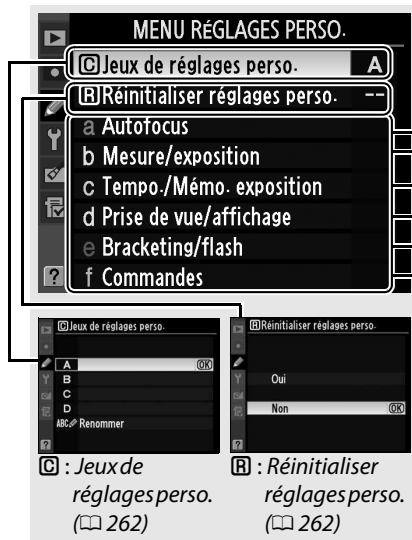 MENU RÉGLAGES PERSO.
C Jeux de réglages perso. A
R Réinitialiser réglages perso. --
a Autofocus
b Mesure/exposition
c Tempo./Mémo. exposition
d Prise de vue/affichage
e Bracketing/flash
f Commandes
C Jeux de réglages perso.
A OK
B
C
D
ABC Renommer
R Réinitialiser réglages perso.
Oui
Non OK
C : Jeux de
réglages perso.
(262)
R : Réinitialiser
réglages perso.
(262)